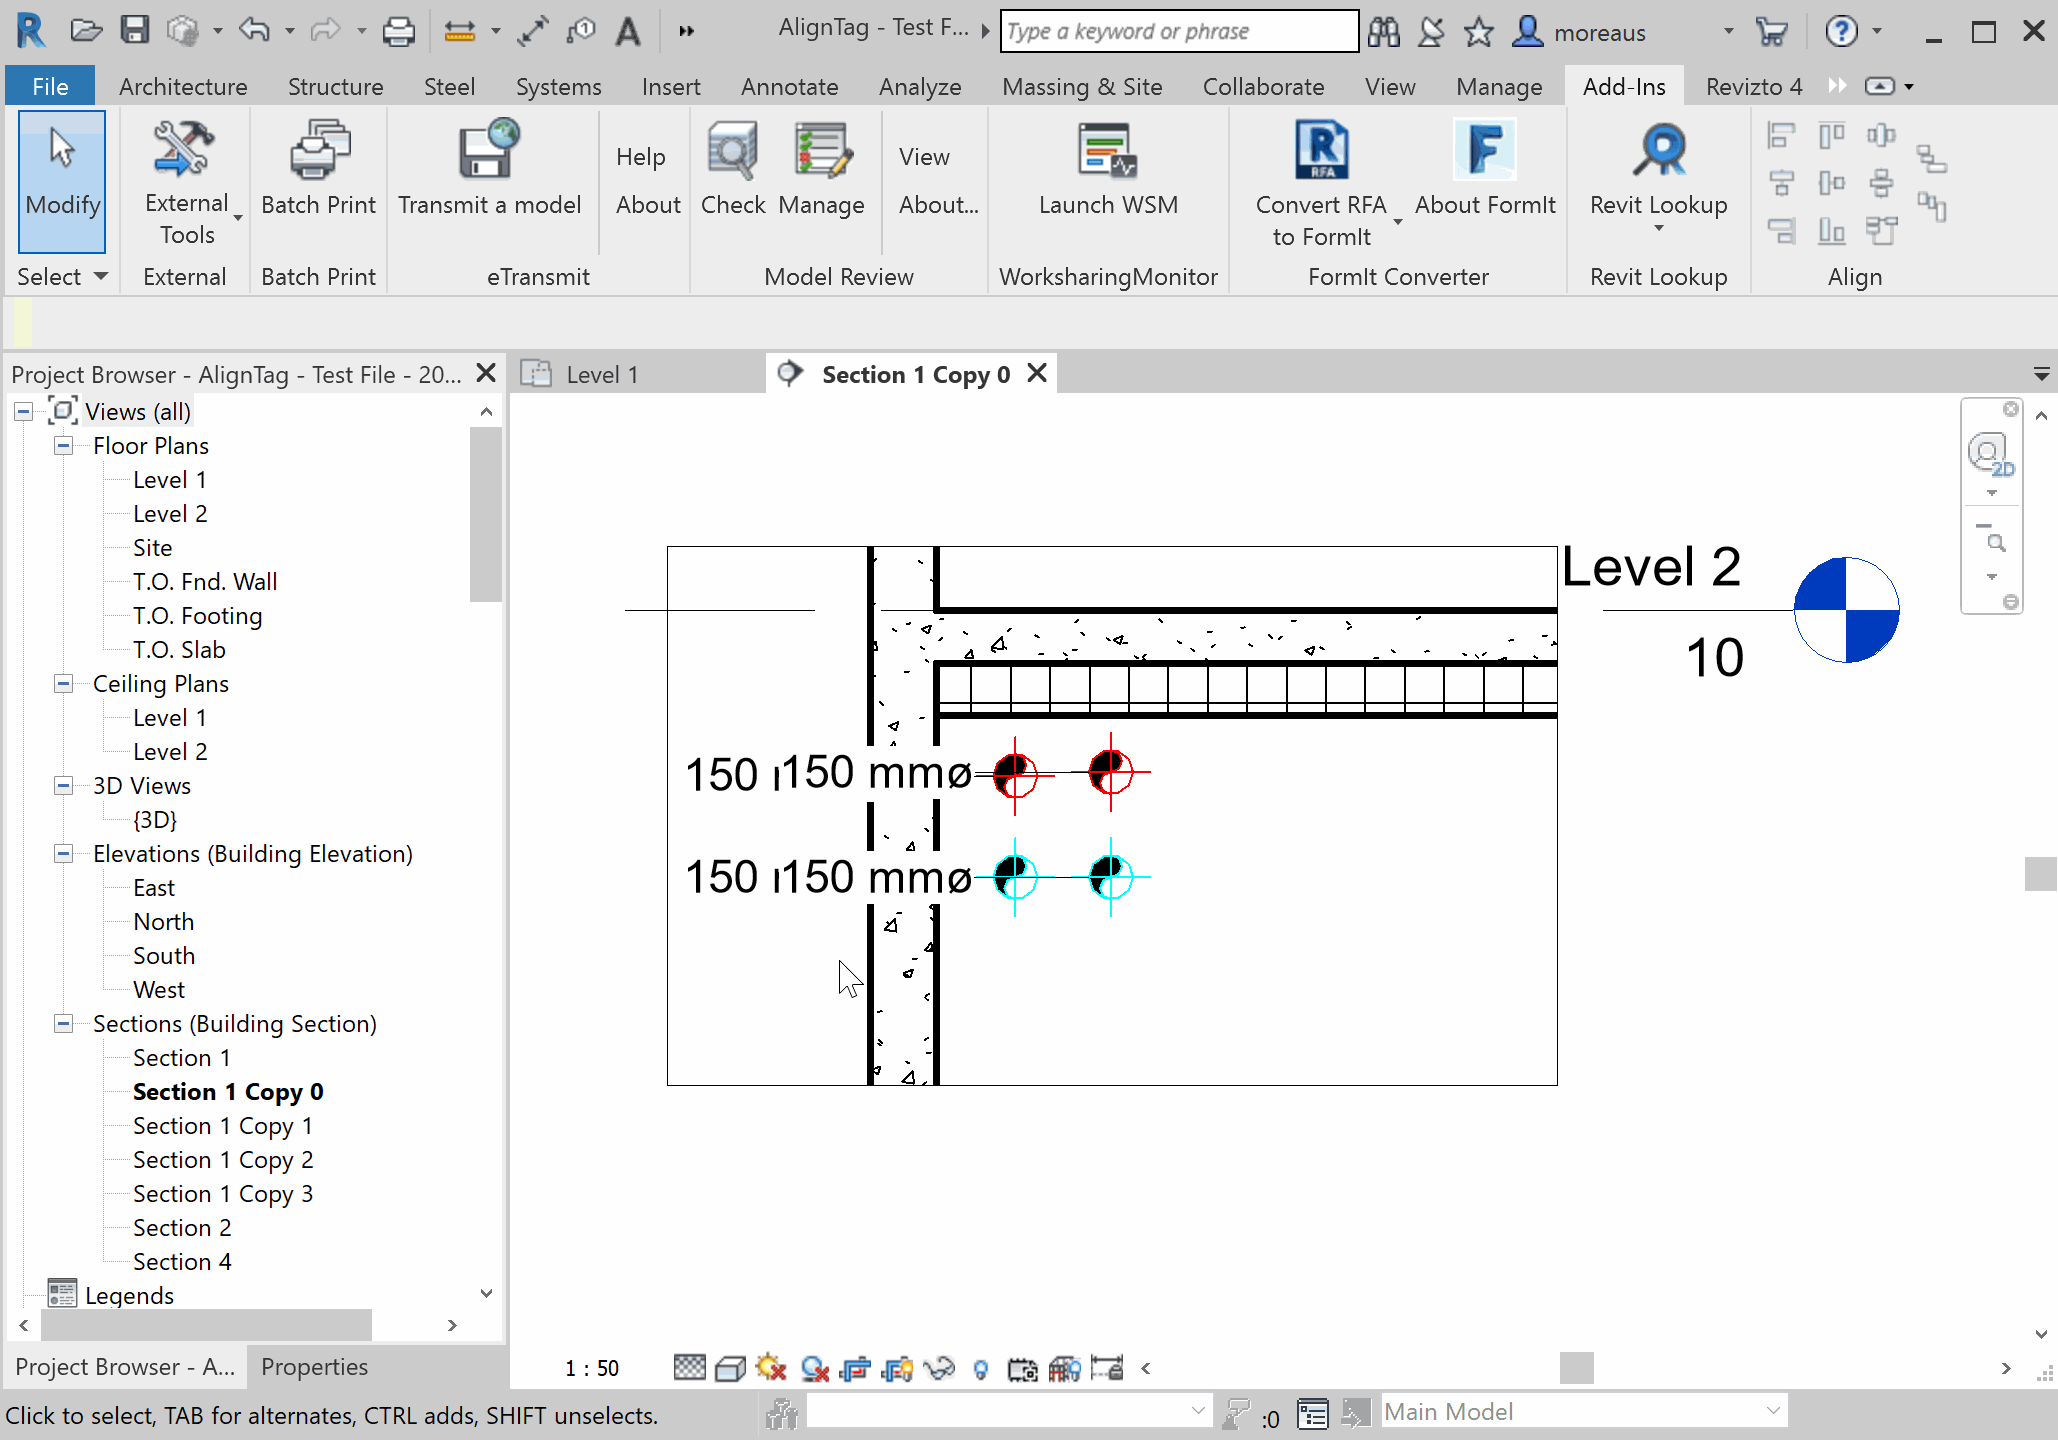 AlignTag - Test F...
Type a keyword or phrase
moreaus
File
Architecture
Structure
Steel
Systems
Insert
Annotate
Analyze
Massing & Site
Collaborate
View
Manage
Add-Ins
Revizto 4
Modify
External
Tools
Batch Print
Transmit a model
Help
About
Check
Manage
View
About...
Launch WSM
RFA
Convert RFA
to FormIt
About FormIt
Revit Lookup
Select
External
Batch Print
eTransmit
Model Review
WorksharingMonitor
FormIt Converter
Revit Lookup
Align
Project Browser - AlignTag - Test File - 20...
Level 1
Section 1 Copy 0
Views (all)
Floor Plans
Level 1
Level 2
Site
T.O. Fnd. Wall
T.O. Footing
T.O. Slab
Ceiling Plans
Level 1
Level 2
3D Views
{3D}
Elevations (Building Elevation)
East
North
South
West
Sections (Building Section)
Section 1
Section 1 Copy 0
Section 1 Copy 1
Section 1 Copy 2
Section 1 Copy 3
Section 2
Section 4
Legends
2D
Level 2
10
150
150 mmø
150
150 mmø
Project Browser - A...
Properties
1 : 50
Click to select, TAB for alternates, CTRL adds, SHIFT unselects.
:0
Main Model